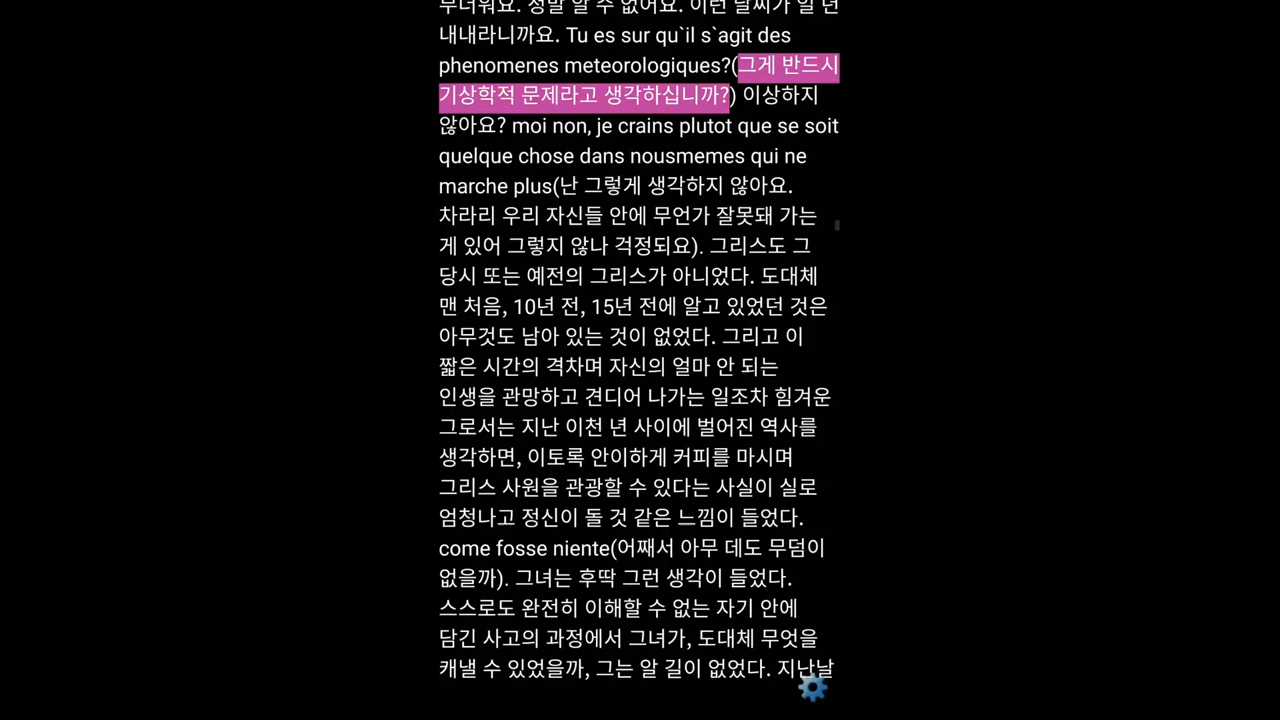 무더워요. 정말 알 수 없어요. 이런 날씨가 일 년
내내라니까요. Tu es sur qu`il s`agit des
phenomenes meteorologiques?(그게 반드시
기상학적 문제라고 생각하십니까?) 이상하지
않아요? moi non, je crains plutot que se soit
quelque chose dans nousmemes qui ne
marche plus(난 그렇게 생각하지 않아요.
차라리 우리 자신들 안에 무언가 잘못돼 가는
게 있어 그렇지 않나 걱정되요). 그리스도 그
당시 또는 예전의 그리스가 아니었다. 도대체
맨 처음, 10년 전, 15년 전에 알고 있었던 것은
아무것도 남아 있는 것이 없었다. 그리고 이
짧은 시간의 격차며 자신의 얼마 안 되는
인생을 관망하고 견디어 나가는 일조차 힘겨운
그로서는 지난 이천 년 사이에 벌어진 역사를
생각하면, 이토록 안이하게 커피를 마시며
그리스 사원을 관광할 수 있다는 사실이 실로
엄청나고 정신이 돌 것 같은 느낌이 들었다.
come fosse niente(어째서 아무 데도 무덤이
없을까). 그녀는 후딱 그런 생각이 들었다.
스스로도 완전히 이해할 수 없는 자기 안에
담긴 사고의 과정에서 그녀가, 도대체 무엇을
캐낼 수 있었을까, 그는 알 길이 없었다. 지난날